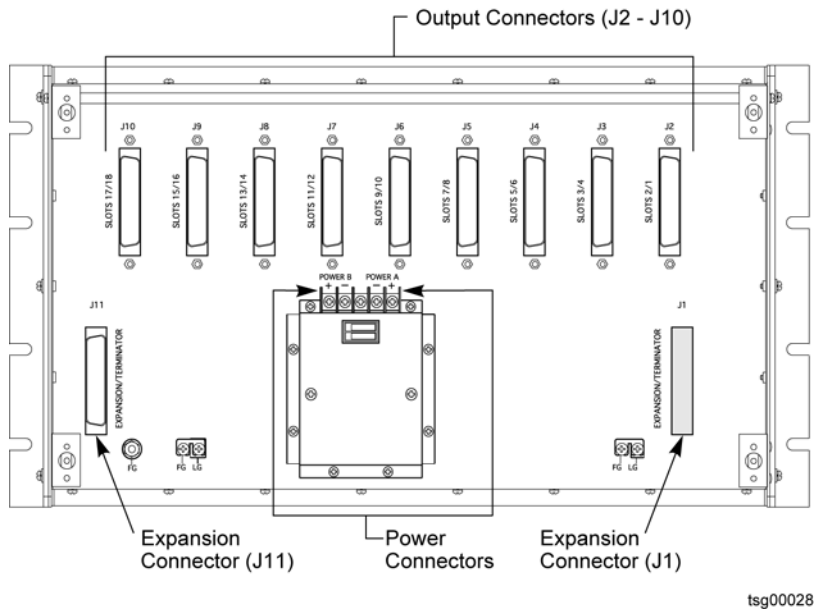 Output Connectors (J2 - J10)
J10
J9
J8
J7
J6
J5
J4
J3
J2
SLOTS 17/18
SLOTS 15/16
SLOTS 13/14
SLOTS 11/12
SLOTS 9/10
SLOTS 7/8
SLOTS 5/6
SLOTS 3/4
SLOTS 2/1
POWER B
POWER A
+ − − +
J11
EXPANSION/TERMINATOR
J1
EXPANSION/TERMINATOR
FG
FG LG
FG LG
Expansion
Connector (J11)
Power
Connectors
Expansion
Connector (J1)
tsg00028